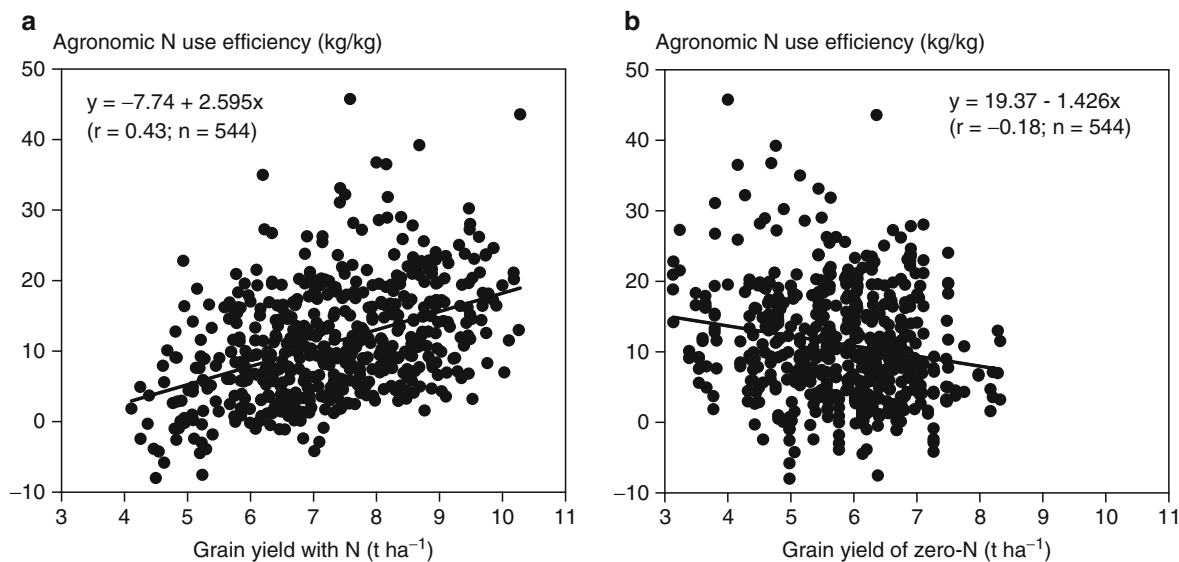 a
Agronomic N use efficiency (kg/kg)
50
40
30
20
10
0
−10
y = −7.74 + 2.595x
(r = 0.43; n = 544)
3 4 5 6 7 8 9 10 11
Grain yield with N (t ha⁻¹)
b
Agronomic N use efficiency (kg/kg)
50
40
30
20
10
0
−10
y = 19.37 - 1.426x
(r = −0.18; n = 544)
3 4 5 6 7 8 9 10 11
Grain yield of zero-N (t ha⁻¹)